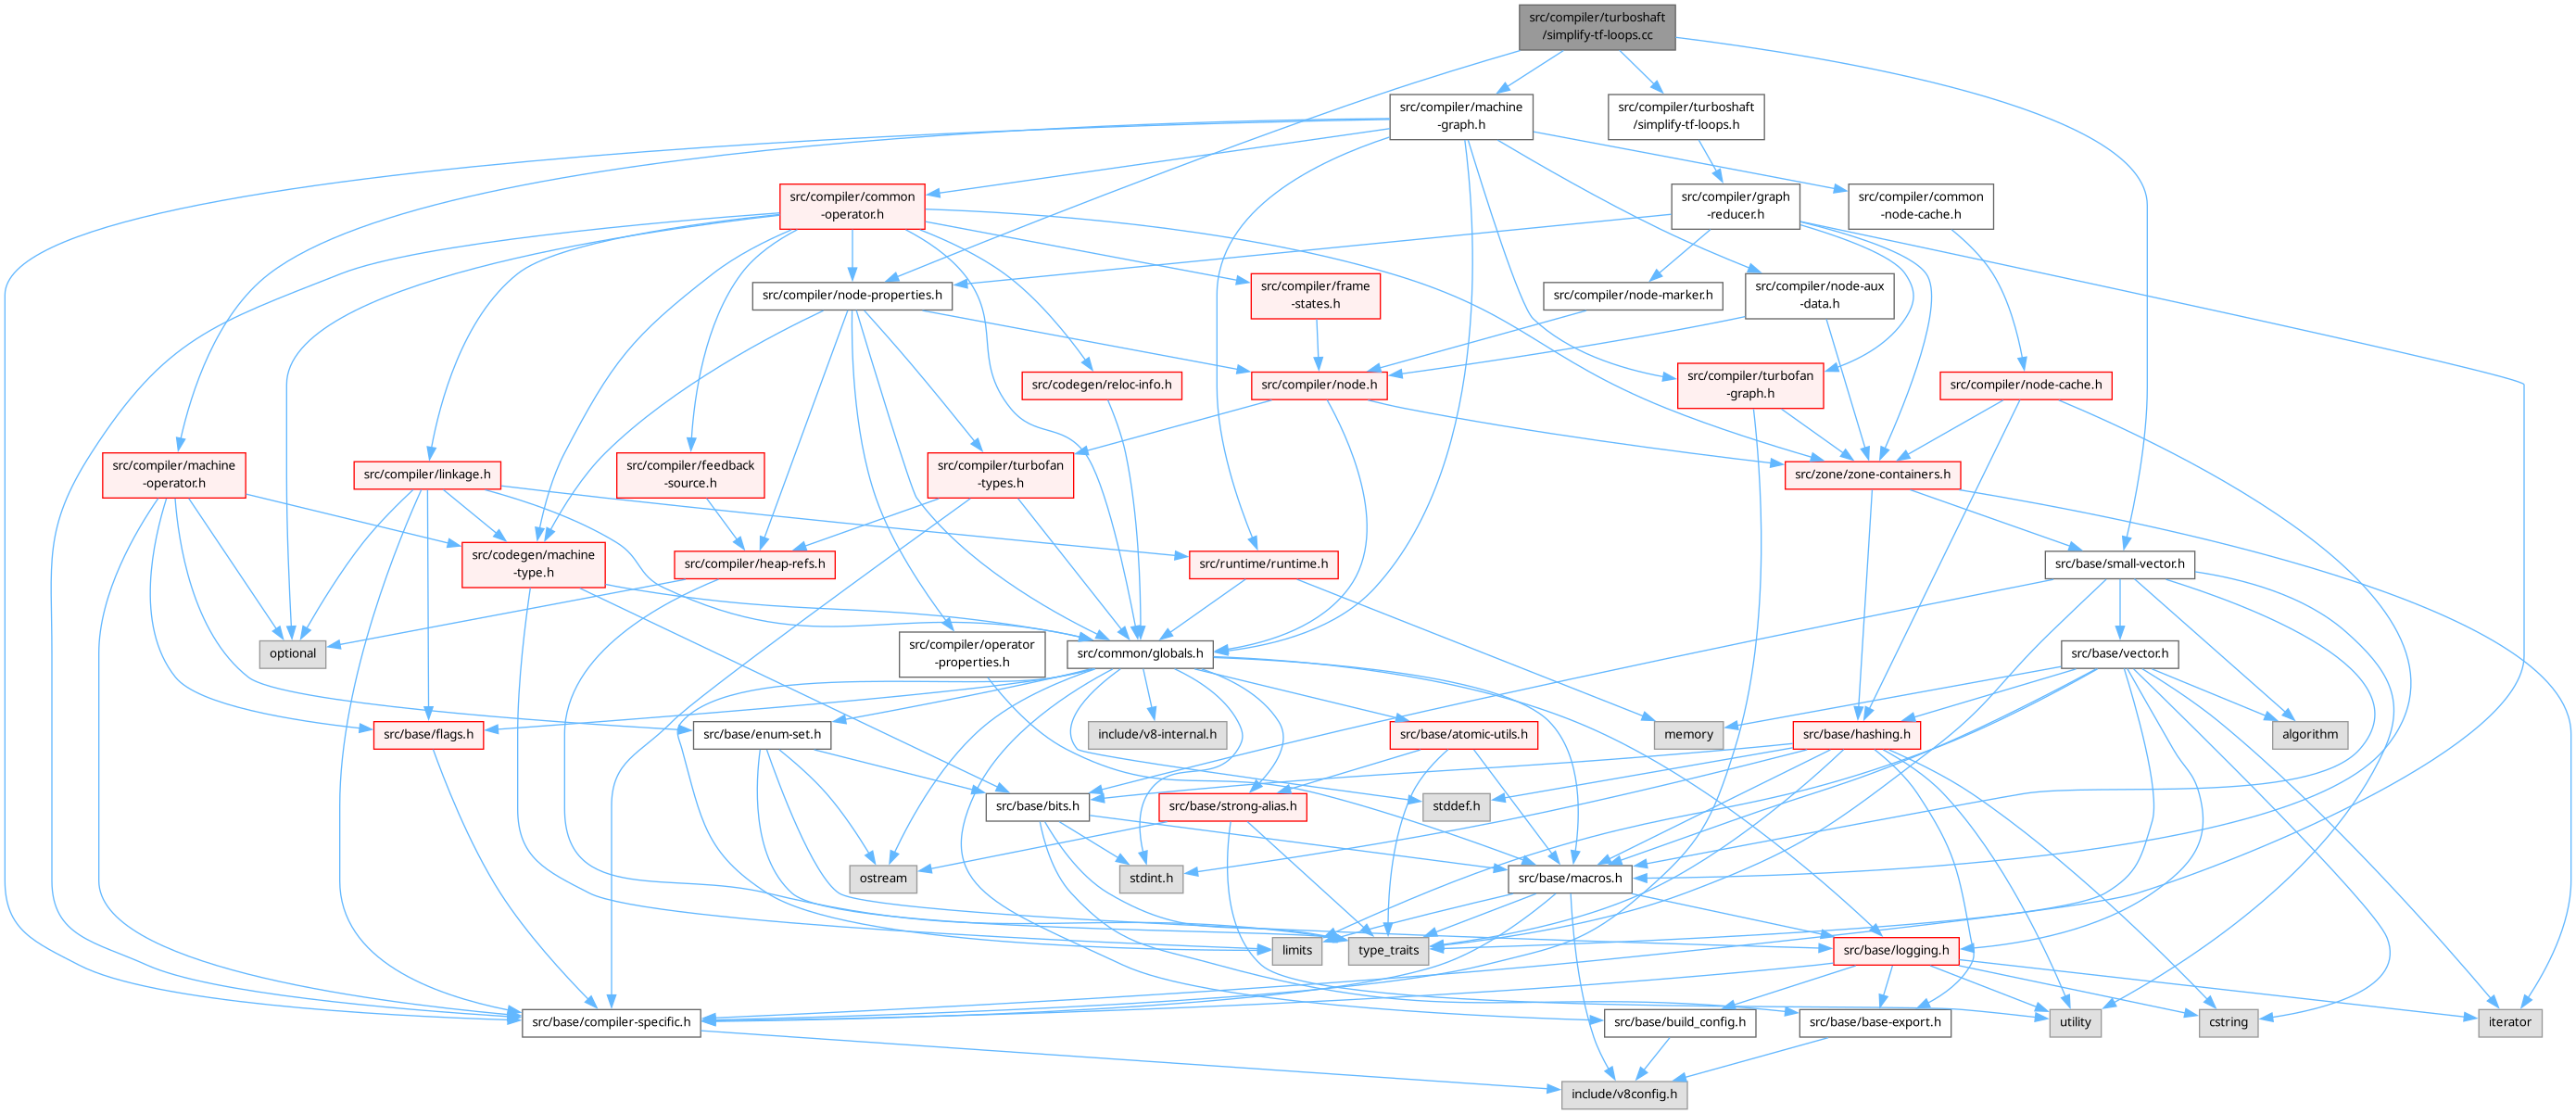 src/compiler/turboshaft
/simplify-tf-loops.cc
src/compiler/machine
-graph.h
src/compiler/turboshaft
/simplify-tf-loops.h
src/compiler/common
-operator.h
src/compiler/graph
-reducer.h
src/compiler/common
-node-cache.h
src/compiler/node-properties.h
src/compiler/frame
-states.h
src/compiler/node-marker.h
src/compiler/node-aux
-data.h
src/codegen/reloc-info.h
src/compiler/node.h
src/compiler/turbofan
-graph.h
src/compiler/node-cache.h
src/compiler/machine
-operator.h
src/compiler/linkage.h
src/compiler/feedback
-source.h
src/compiler/turbofan
-types.h
src/zone/zone-containers.h
src/codegen/machine
-type.h
src/compiler/heap-refs.h
src/runtime/runtime.h
src/base/small-vector.h
optional
src/compiler/operator
-properties.h
src/common/globals.h
src/base/vector.h
src/base/flags.h
src/base/enum-set.h
include/v8-internal.h
src/base/atomic-utils.h
memory
src/base/hashing.h
algorithm
src/base/bits.h
src/base/strong-alias.h
stddef.h
ostream
stdint.h
src/base/macros.h
limits
type_traits
src/base/logging.h
src/base/compiler-specific.h
src/base/build_config.h
src/base/base-export.h
utility
cstring
iterator
include/v8config.h